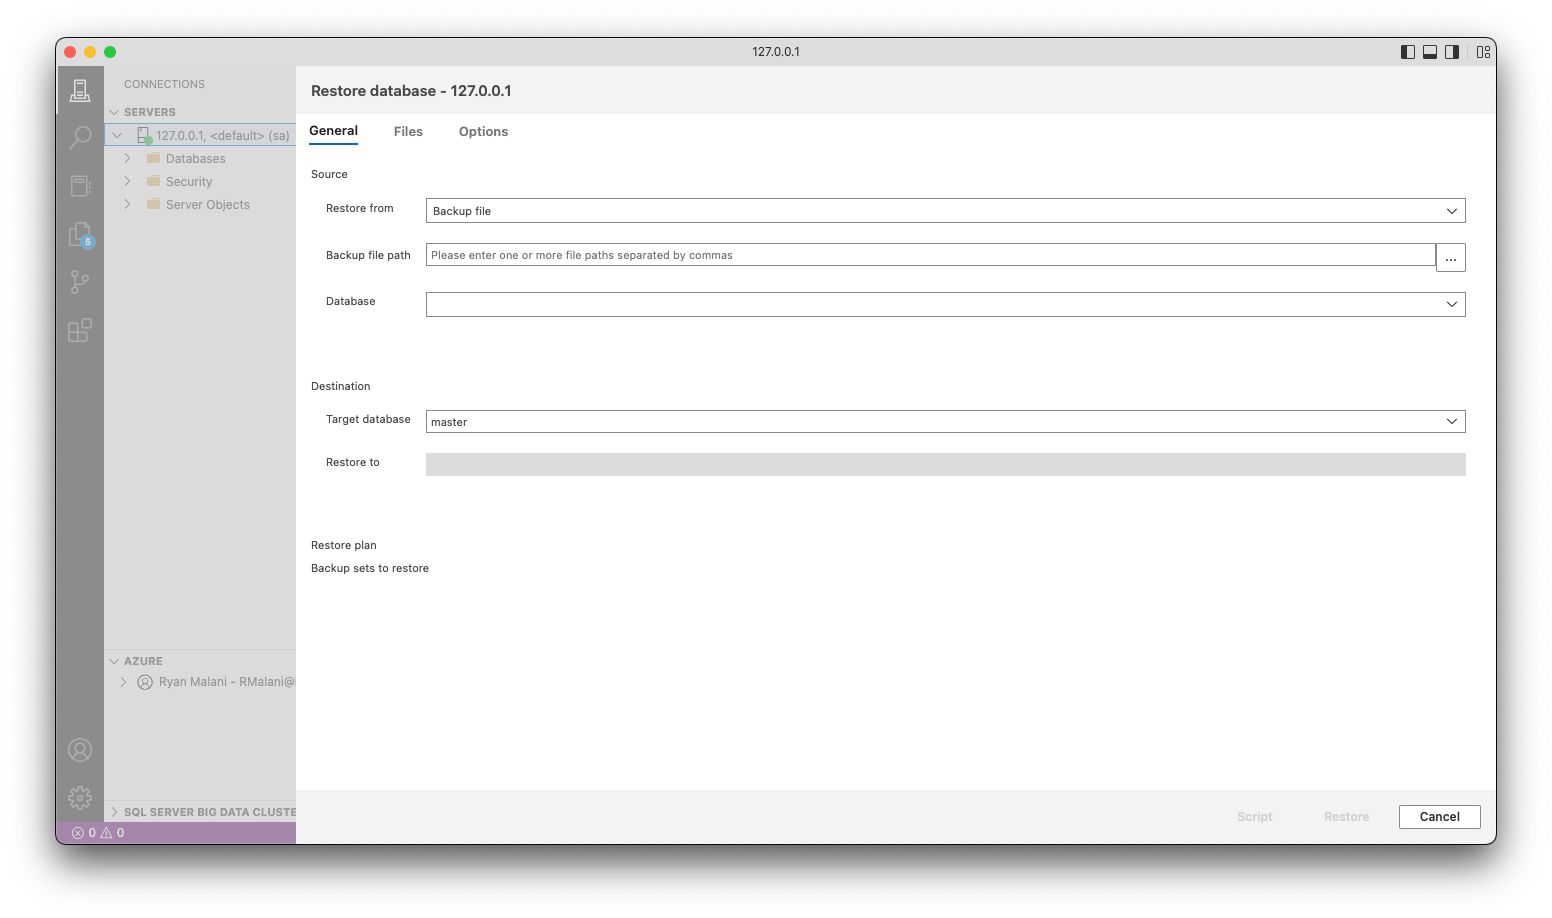 127.0.0.1
CONNECTIONS
SERVERS
127.0.0.1, <default> (sa)
Databases
Security
Server Objects
5
AZURE
Ryan Malani - RMalani@
SQL SERVER BIG DATA CLUSTE
0 0
Restore database - 127.0.0.1
General Files Options
Source
Restore from Backup file
Backup file path Please enter one or more file paths separated by commas ...
Database
Destination
Target database master
Restore to
Restore plan
Backup sets to restore
Script Restore Cancel